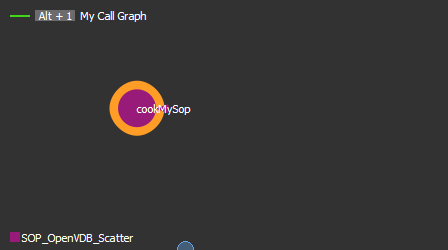 Alt + 1 My Call Graph
cookMySop
SOP_OpenVDB_Scatter